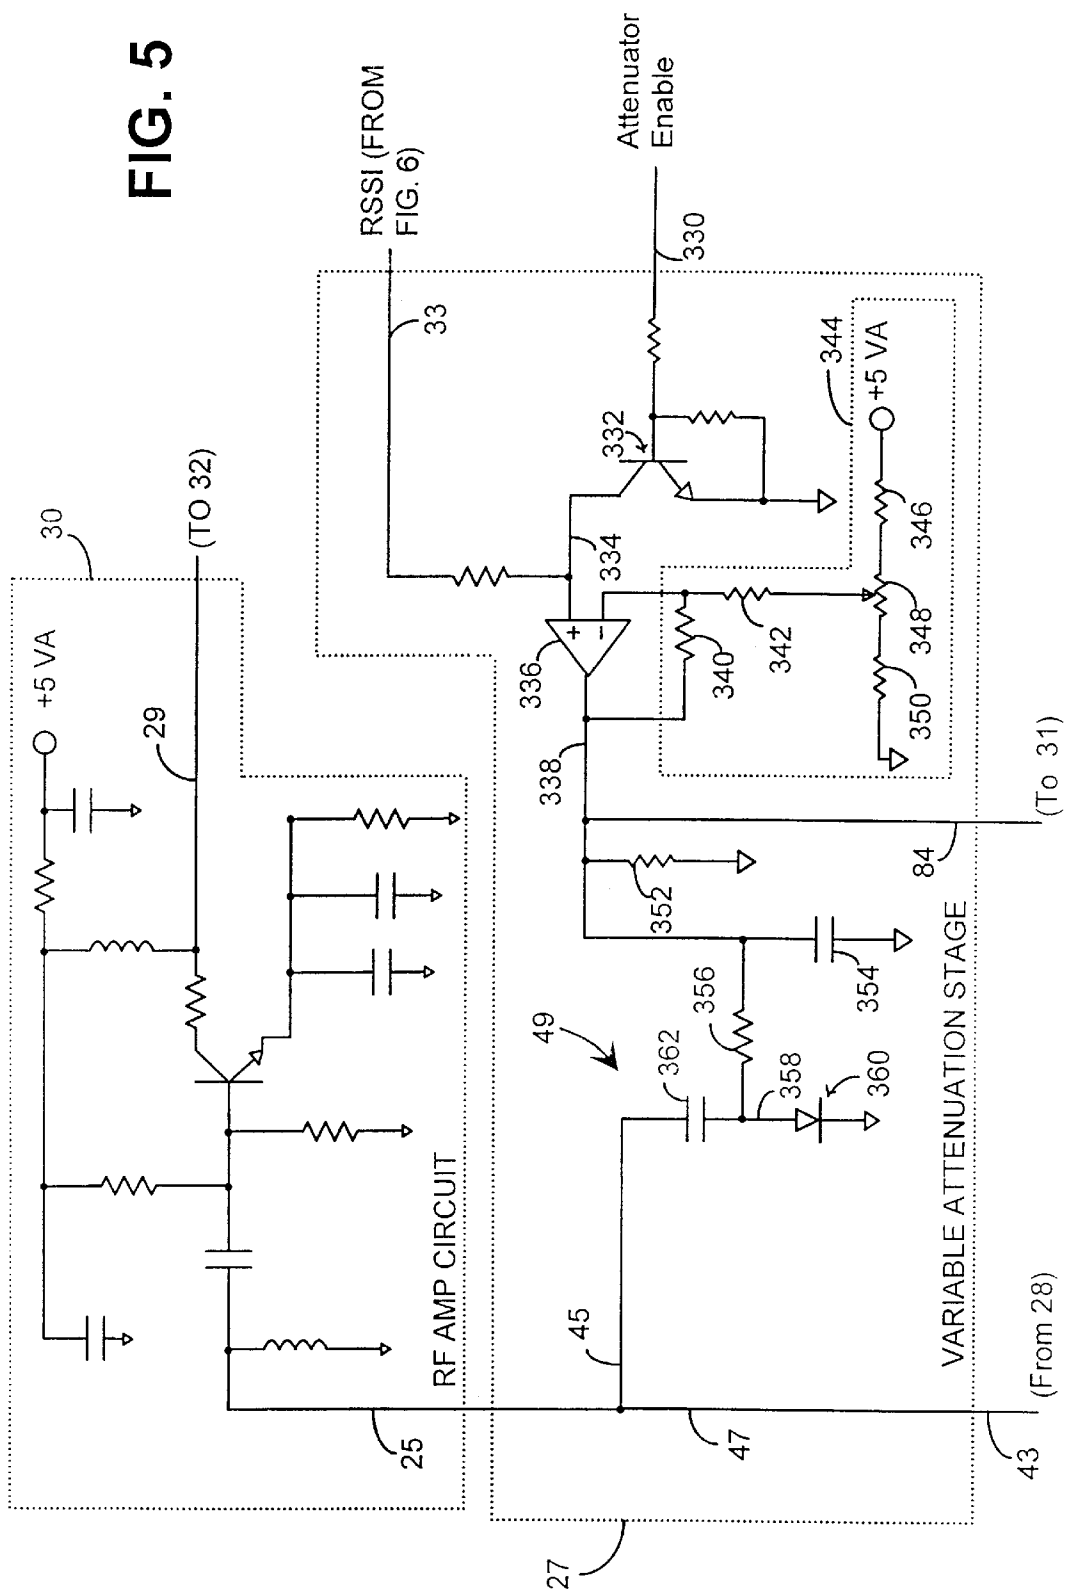 FIG. 5
30
+5 VA
29
(TO 32)
RF AMP CIRCUIT
25
RSSI (FROM
FIG. 6)
33
Attenuator
Enable
330
332
334
336
+
−
338
340
342
344
+5 VA
346
348
350
84
(To 31)
352
354
356
358
360
362
49
45
47
43
(From 28)
27
VARIABLE ATTENUATION STAGE